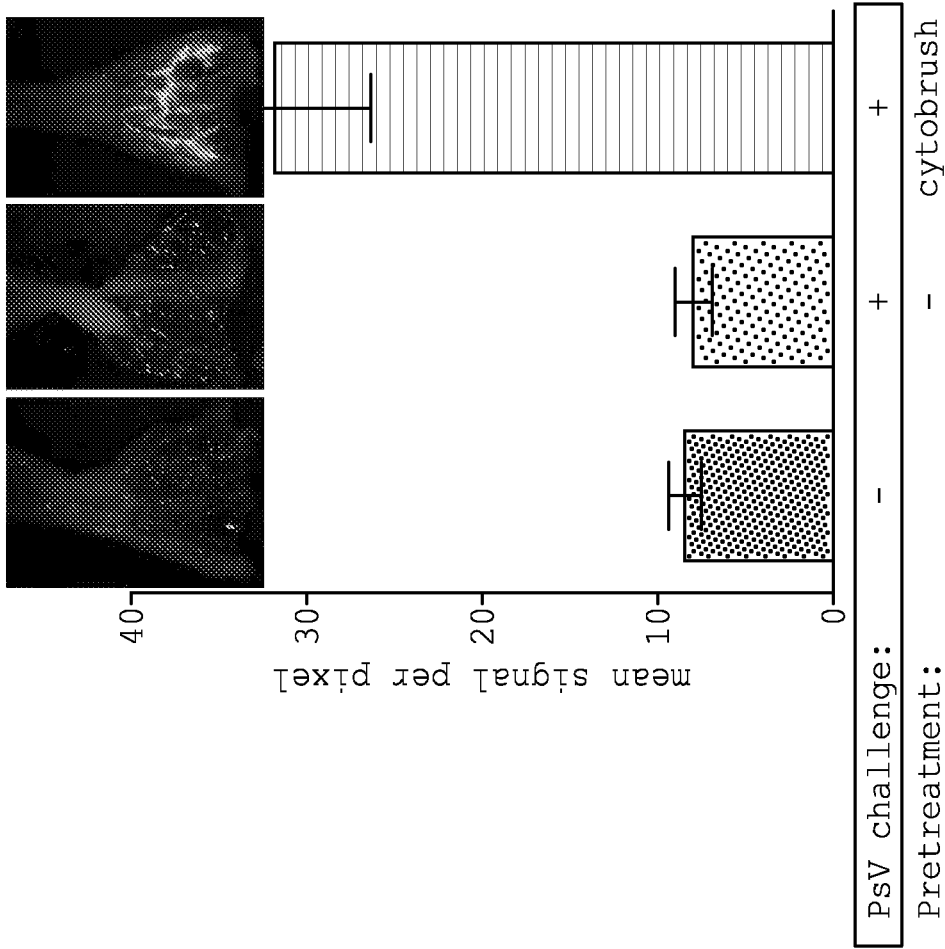 40
30
20
10
0
mean signal per pixel
PsV challenge: - + +
Pretreatment: - cytobrush